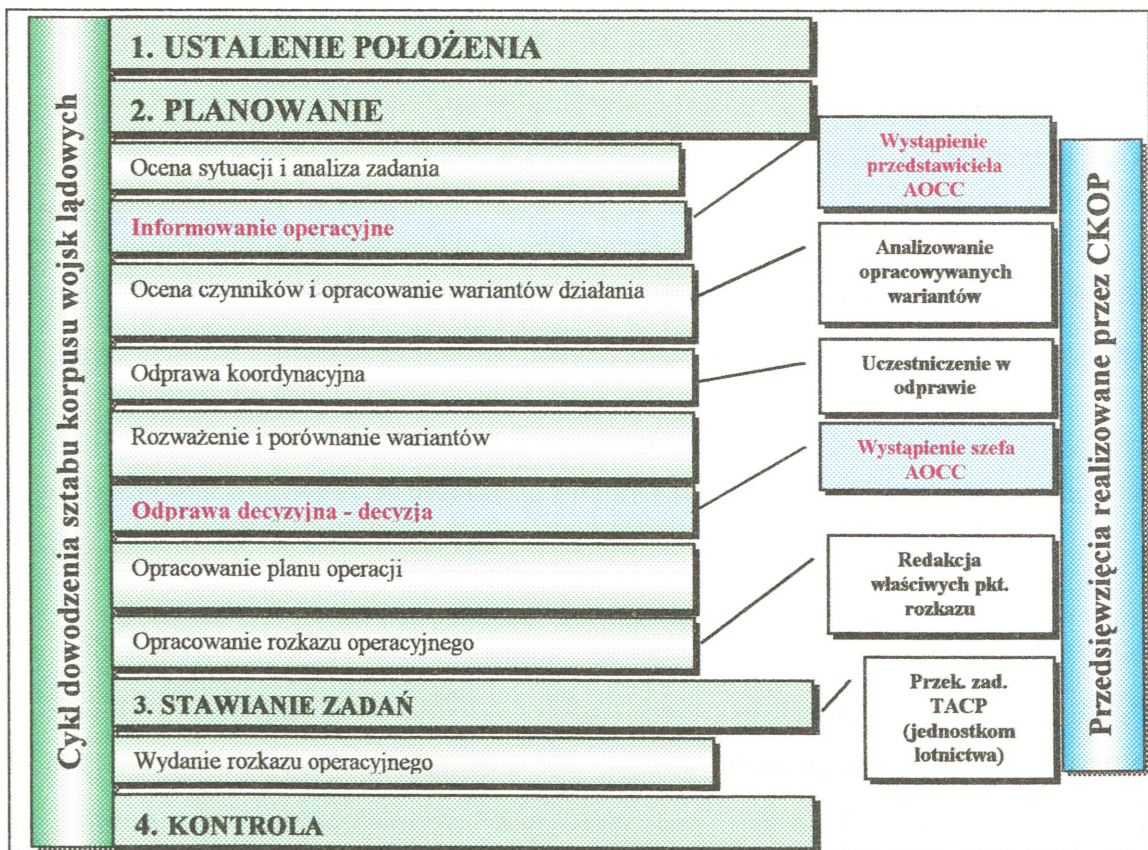 Cykl dowodzenia sztabu korpusu wojsk lądowych
1. USTALENIE POŁOŻENIA
2. PLANOWANIE
Ocena sytuacji i analiza zadania
Informowanie operacyjne
Ocena czynników i opracowanie wariantów działania
Odprawa koordynacyjna
Rozważenie i porównanie wariantów
Odprawa decyzyjna - decyzja
Opracowanie planu operacji
Opracowanie rozkazu operacyjnego
3. STAWIANIE ZADAŃ
Wydanie rozkazu operacyjnego
4. KONTROLA
Wystąpienie
przedstawiciela
AOCC
Analizowanie
opracowywanych
wariantów
Uczestniczenie w
odprawie
Wystąpienie szefa
AOCC
Redakcja
właściwych pkt.
rozkazu
Przek. zad.
TACP
(jednostkom
lotnictwa)
Przedsięwzięcia realizowane przez CKOP